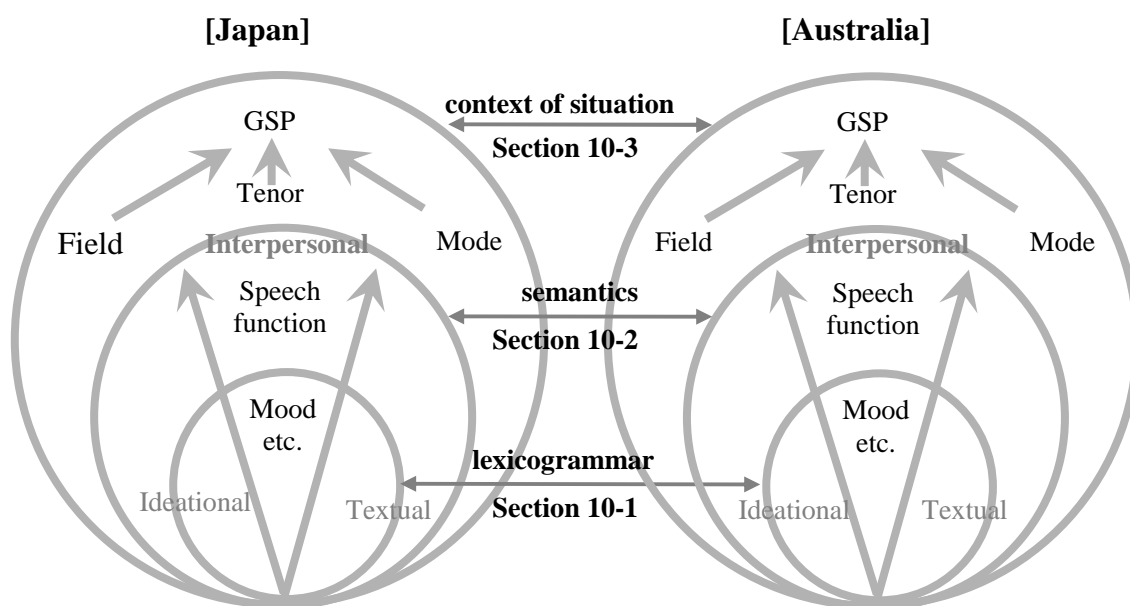 [Japan]
[Australia]
context of situation
Section 10-3
GSP
Tenor
Field
Mode
Interpersonal
Speech
function
Mood
etc.
Ideational
Textual
semantics
Section 10-2
lexicogrammar
Section 10-1
GSP
Tenor
Field
Mode
Interpersonal
Speech
function
Mood
etc.
Ideational
Textual